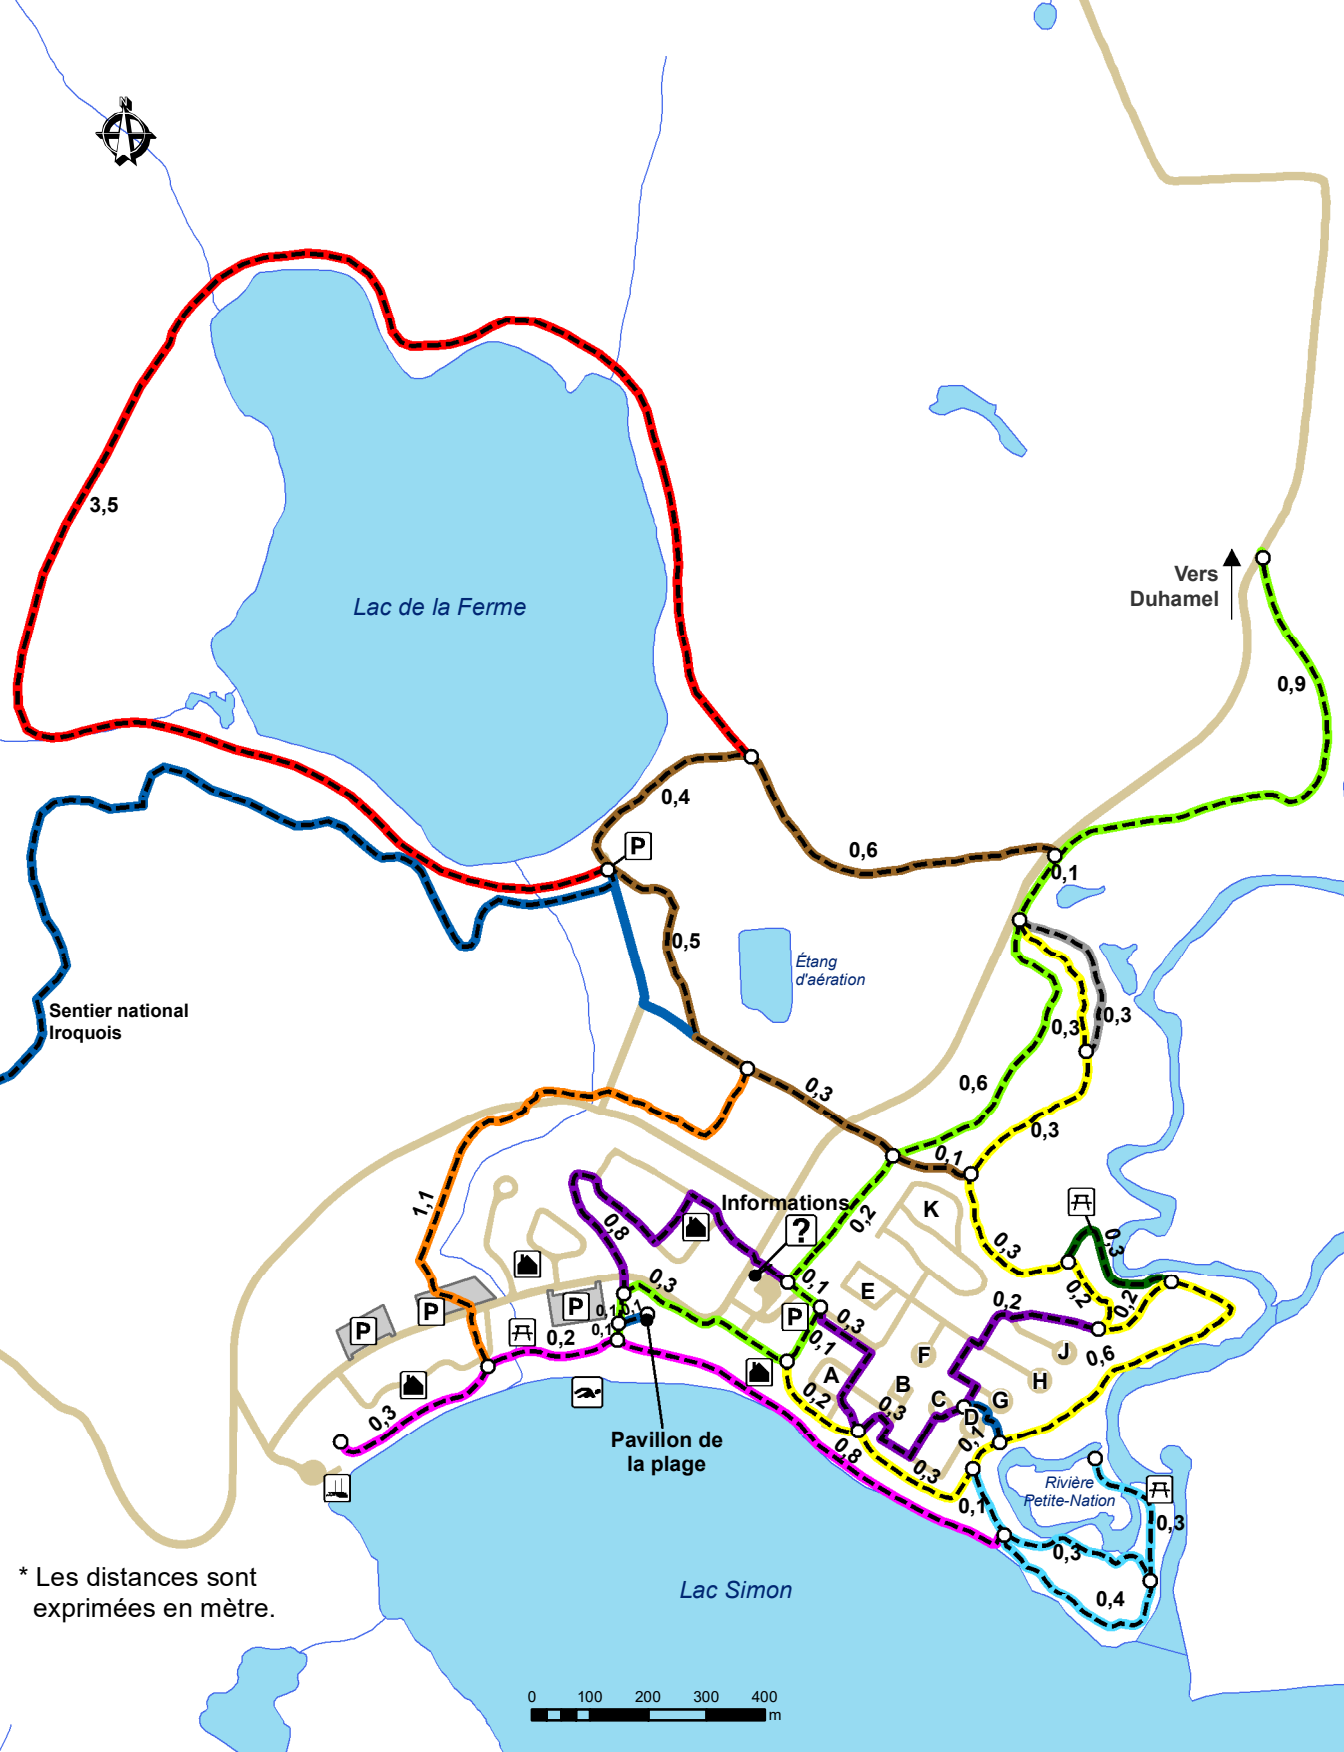 N
3,5
Lac de la Ferme
Vers
Duhamel
0,9
0,4
P
0,6
0,1
0,5
Étang
d'aération
Sentier national
Iroquois
0,3
0,3
0,6
0,3
0,3
0,1
1,1
Informations
?
K
0,8
0,2
0,3
0,3
0,3
0,1
E
0,2
0,2
0,2
P
P
P
0,1
0,1
0,1
P
0,3
0,1
0,2
F
J
0,6
0,3
A
B
C
D
G
H
0,2
0,3
0,1
0,8
0,3
0,1
Pavillon de
la plage
Rivière
Petite-Nation
0,3
0,3
0,4
* Les distances sont
exprimées en mètre.
Lac Simon
0 100 200 300 400
m